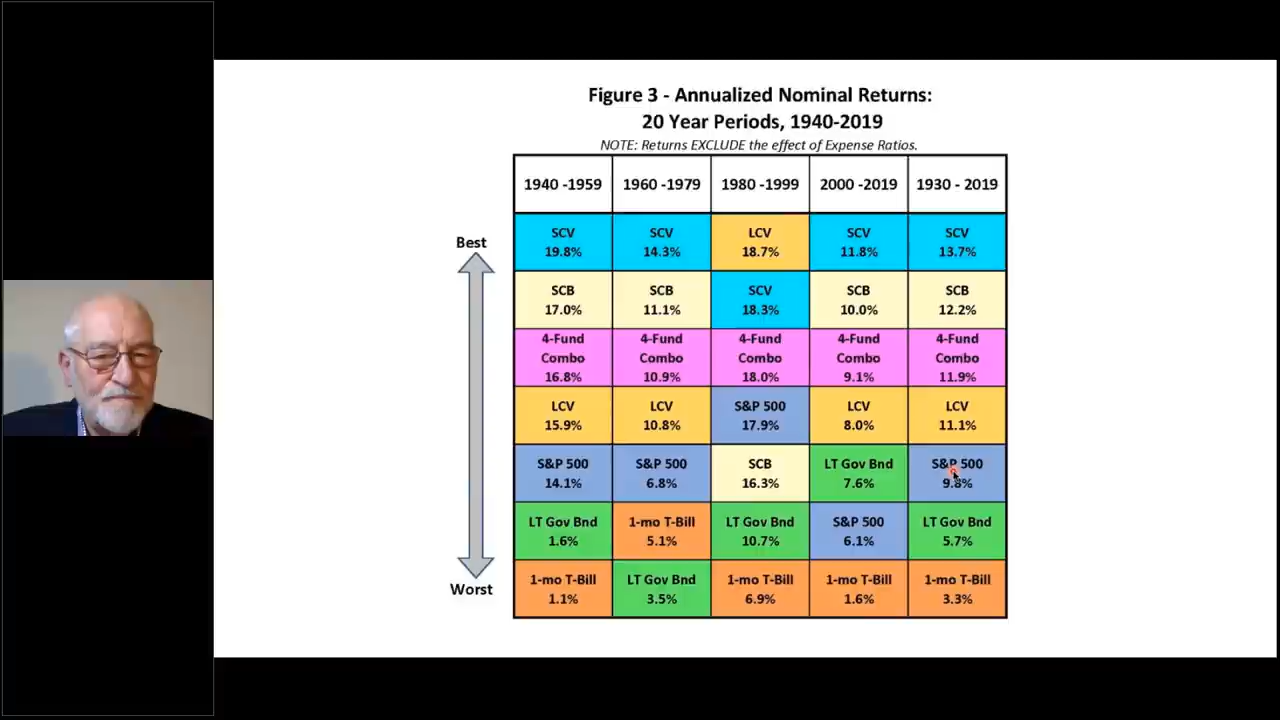 Figure 3 - Annualized Nominal Returns:
20 Year Periods, 1940-2019
NOTE: Returns EXCLUDE the effect of Expense Ratios.
1940 -1959 1960 -1979 1980 -1999 2000 -2019 1930 - 2019
Best
SCV SCV LCV SCV SCV
19.8% 14.3% 18.7% 11.8% 13.7%
SCB SCB SCV SCB SCB
17.0% 11.1% 18.3% 10.0% 12.2%
4-Fund 4-Fund 4-Fund 4-Fund 4-Fund
Combo Combo Combo Combo Combo
16.8% 10.9% 18.0% 9.1% 11.9%
LCV LCV S&P 500 LCV LCV
15.9% 10.8% 17.9% 8.0% 11.1%
S&P 500 S&P 500 SCB LT Gov Bnd S&P 500
14.1% 6.8% 16.3% 7.6% 9.8%
LT Gov Bnd 1-mo T-Bill LT Gov Bnd S&P 500 LT Gov Bnd
1.6% 5.1% 10.7% 6.1% 5.7%
Worst
1-mo T-Bill LT Gov Bnd 1-mo T-Bill 1-mo T-Bill 1-mo T-Bill
1.1% 3.5% 6.9% 1.6% 3.3%